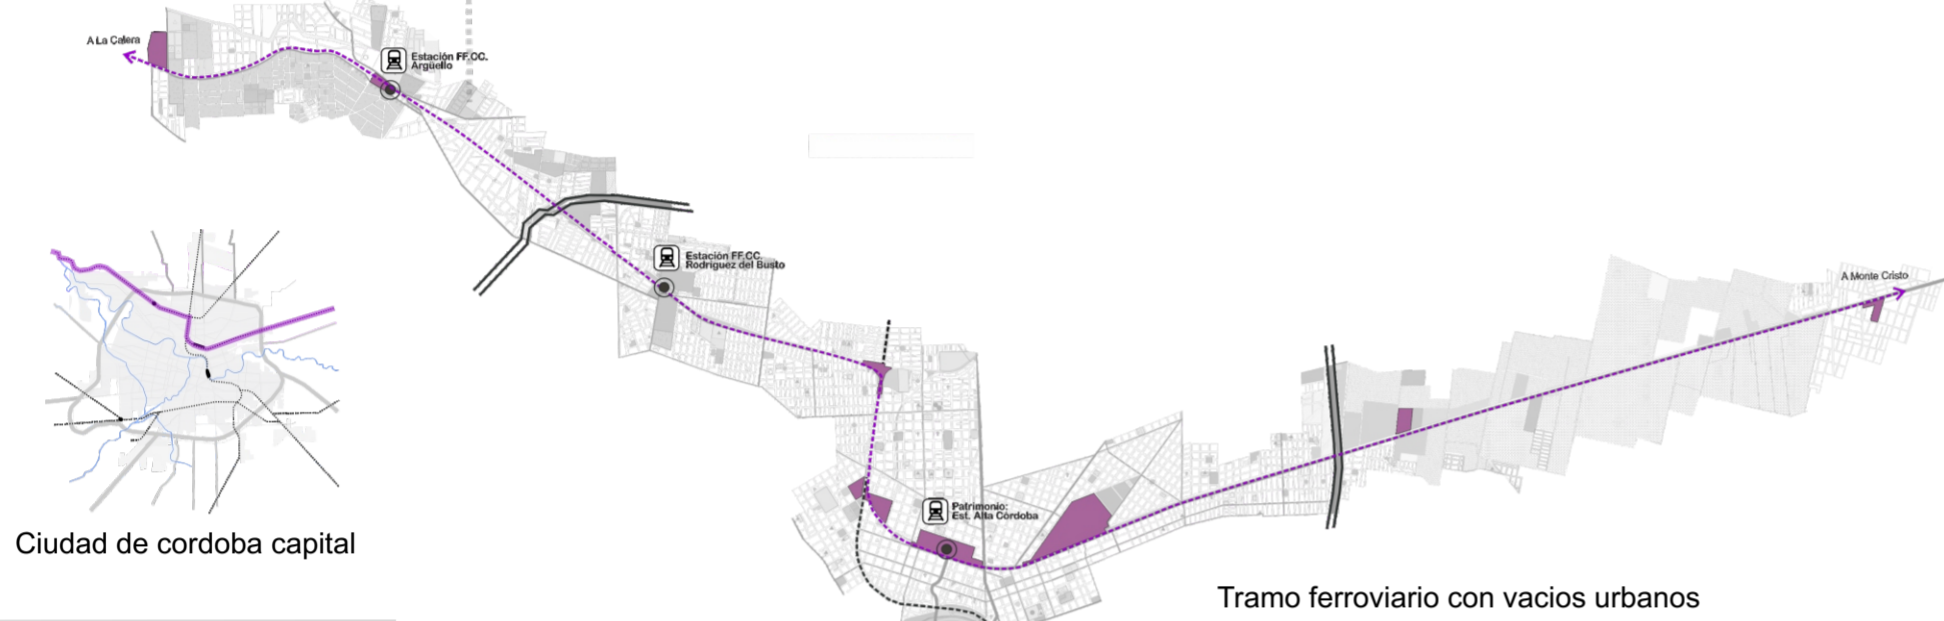 A La Calera
Estación FF.CC.
Argüello
Estación FF.CC.
Rodriguez del Busto
A Monte Cristo
Patrimonio:
Est. Alta Córdoba
Ciudad de cordoba capital
Tramo ferroviario con vacios urbanos